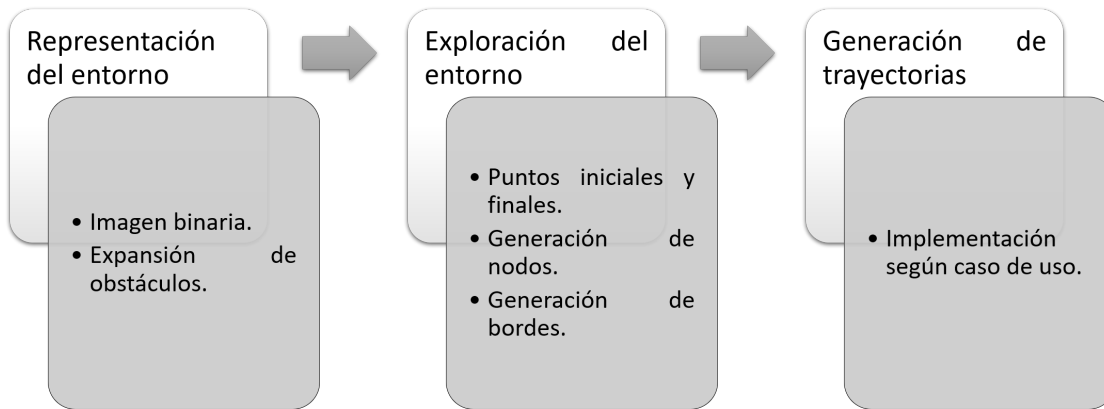 Representación
del entorno
• Imagen binaria.
• Expansión de
obstáculos.
Exploración del
entorno
• Puntos iniciales y
finales.
• Generación de
nodos.
• Generación de
bordes.
Generación de
trayectorias
• Implementación
según caso de uso.